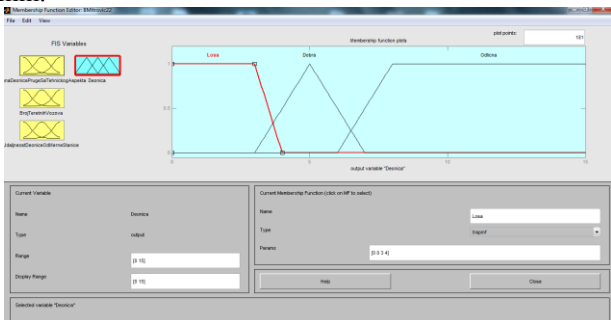 Membership Function Editor: BMitrovic22
File Edit View
FIS Variables
Membership function plots
plot points:
181
Desnica
BrojTeretnihVozova
Losa
Dobra
Odlicna
1
0.5
0
0
5
10
15
output variable "Desnica"
Current Variable
Current Membership Function (click on MF to select)
Name
Desnica
Name
Losa
Type
output
Type
trapmf
Range
[0 15]
Params
[0 0 3 4]
Display Range
[0 15]
Help
Close
Selected variable "Desnica"